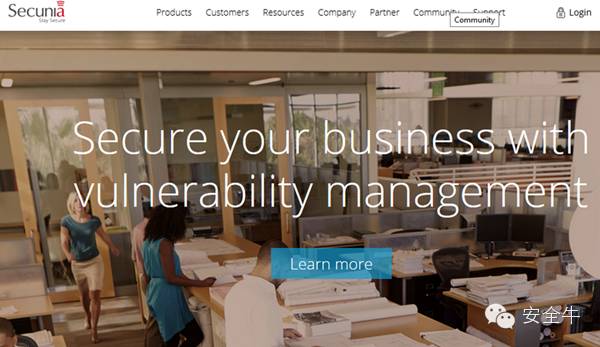 Secunia
Stay Secure
Products Customers Resources Company Partner Community Support Login
Community
Secure your business with
vulnerability management
Learn more
安全牛